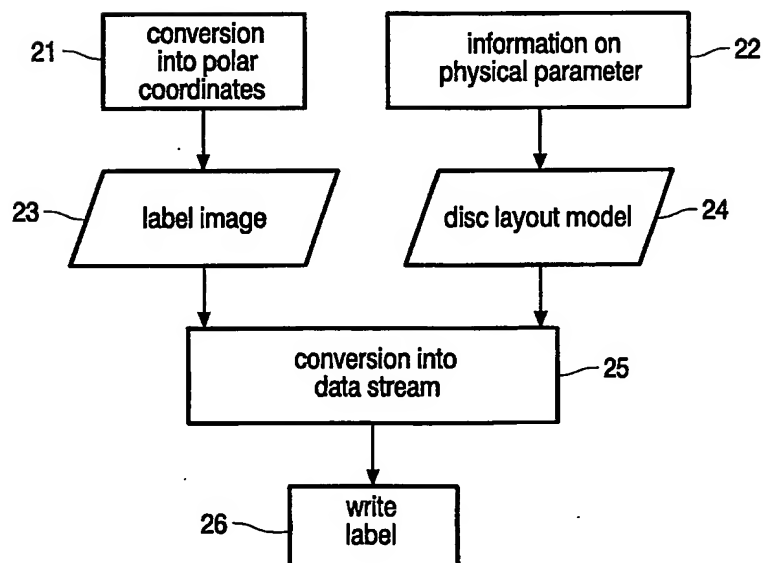 21
conversion
into polar
coordinates
information on
physical parameter
22
23
label image
disc layout model
24
conversion into
data stream
25
26
write
label